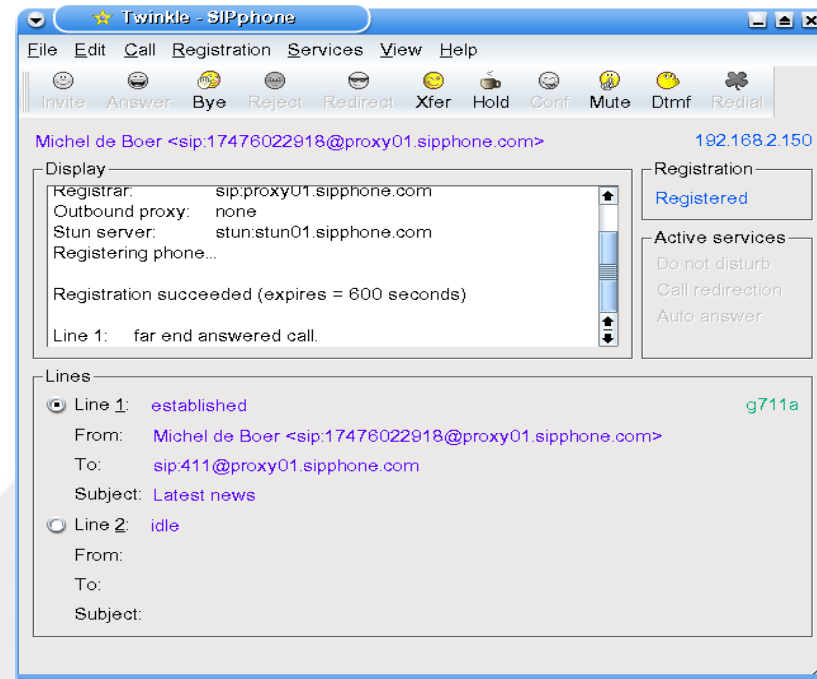 Twinkle - SIPphone
File Edit Call Registration Services View Help
Invite Answer Bye Reject Redirect Xfer Hold Conf Mute Dtmf Redial
Michel de Boer <sip:17476022918@proxy01.sipphone.com> 192.168.2.150
Display
Registrar: sip:proxy01.sipphone.com
Outbound proxy: none
Stun server: stun:stun01.sipphone.com
Registering phone...
Registration succeeded (expires = 600 seconds)
Line 1: far end answered call.
Registration
Registered
Active services
Do not disturb
Call redirection
Auto answer
Lines
Line 1: established g711a
From: Michel de Boer <sip:17476022918@proxy01.sipphone.com>
To: sip:411@proxy01.sipphone.com
Subject: Latest news
Line 2: idle
From:
To:
Subject: